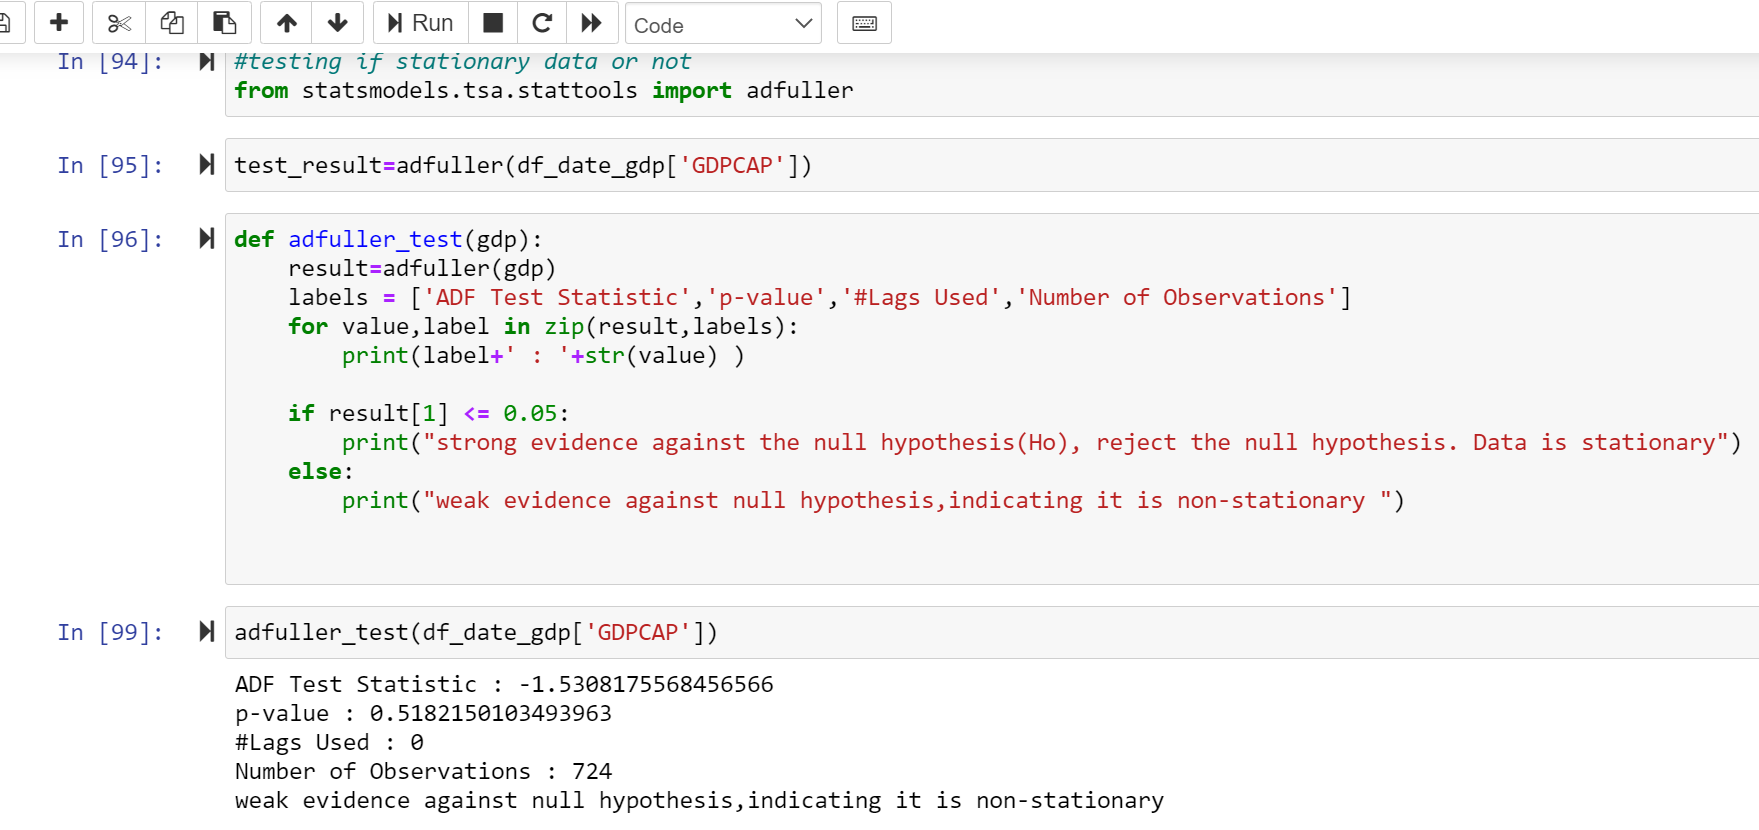 Run
Code
In [94]:
#testing if stationary data or not
from statsmodels.tsa.stattools import adfuller
In [95]:
test_result=adfuller(df_date_gdp['GDPCAP'])
In [96]:
def adfuller_test(gdp):
    result=adfuller(gdp)
    labels = ['ADF Test Statistic','p-value','#Lags Used','Number of Observations']
    for value,label in zip(result,labels):
        print(label+' : '+str(value) )
    if result[1] <= 0.05:
        print("strong evidence against the null hypothesis(Ho), reject the null hypothesis. Data is stationary")
    else:
        print("weak evidence against null hypothesis,indicating it is non-stationary ")
In [99]:
adfuller_test(df_date_gdp['GDPCAP'])
ADF Test Statistic : -1.5308175568456566
p-value : 0.5182150103493963
#Lags Used : 0
Number of Observations : 724
weak evidence against null hypothesis,indicating it is non-stationary